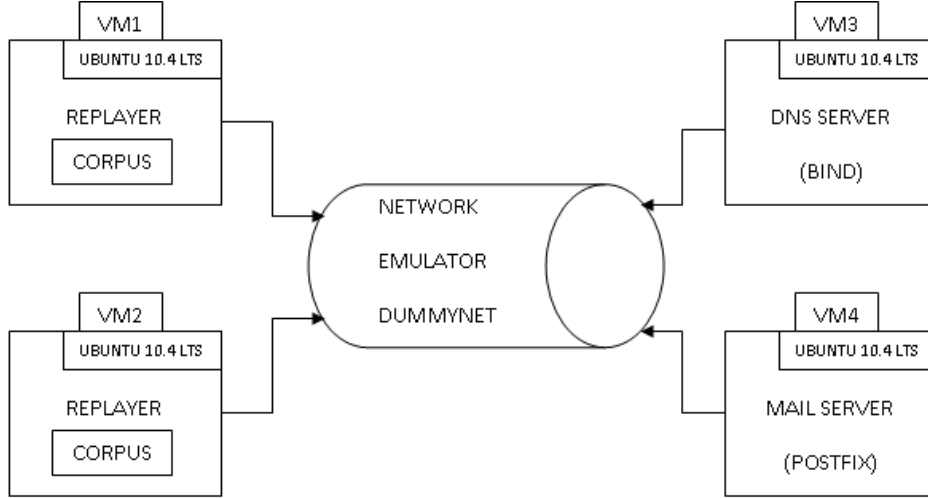 VM1
UBUNTU 10.4 LTS
REPLAYER
CORPUS
VM3
UBUNTU 10.4 LTS
DNS SERVER
(BIND)
NETWORK
EMULATOR
DUMMYNET
VM2
UBUNTU 10.4 LTS
REPLAYER
CORPUS
VM4
UBUNTU 10.4 LTS
MAIL SERVER
(POSTFIX)